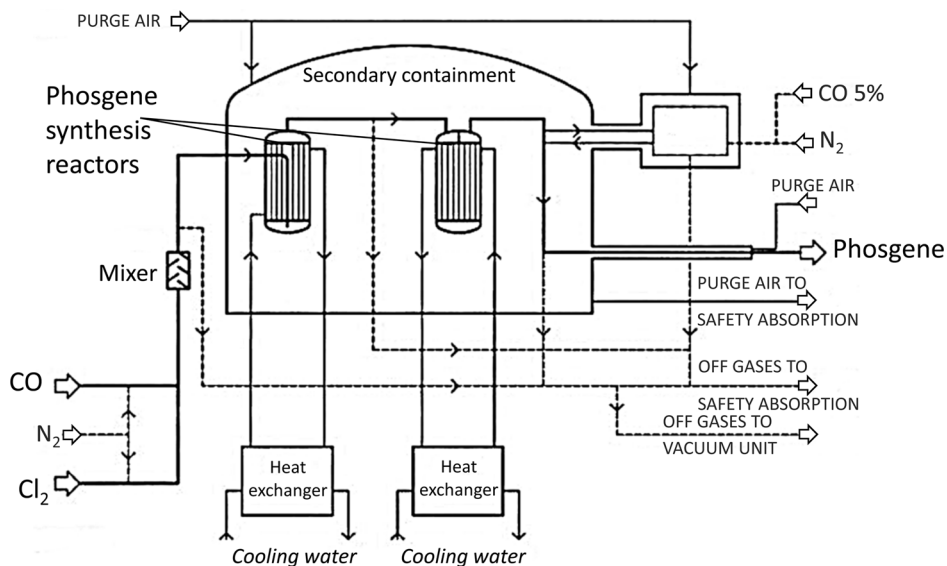 PURGE AIR
Secondary containment
Phosgene
synthesis
reactors
CO 5%
N2
PURGE AIR
Phosgene
Mixer
PURGE AIR TO
SAFETY ABSORPTION
CO
OFF GASES TO
SAFETY ABSORPTION
N2
OFF GASES TO
VACUUM UNIT
Cl2
Heat
exchanger
Heat
exchanger
Cooling water
Cooling water